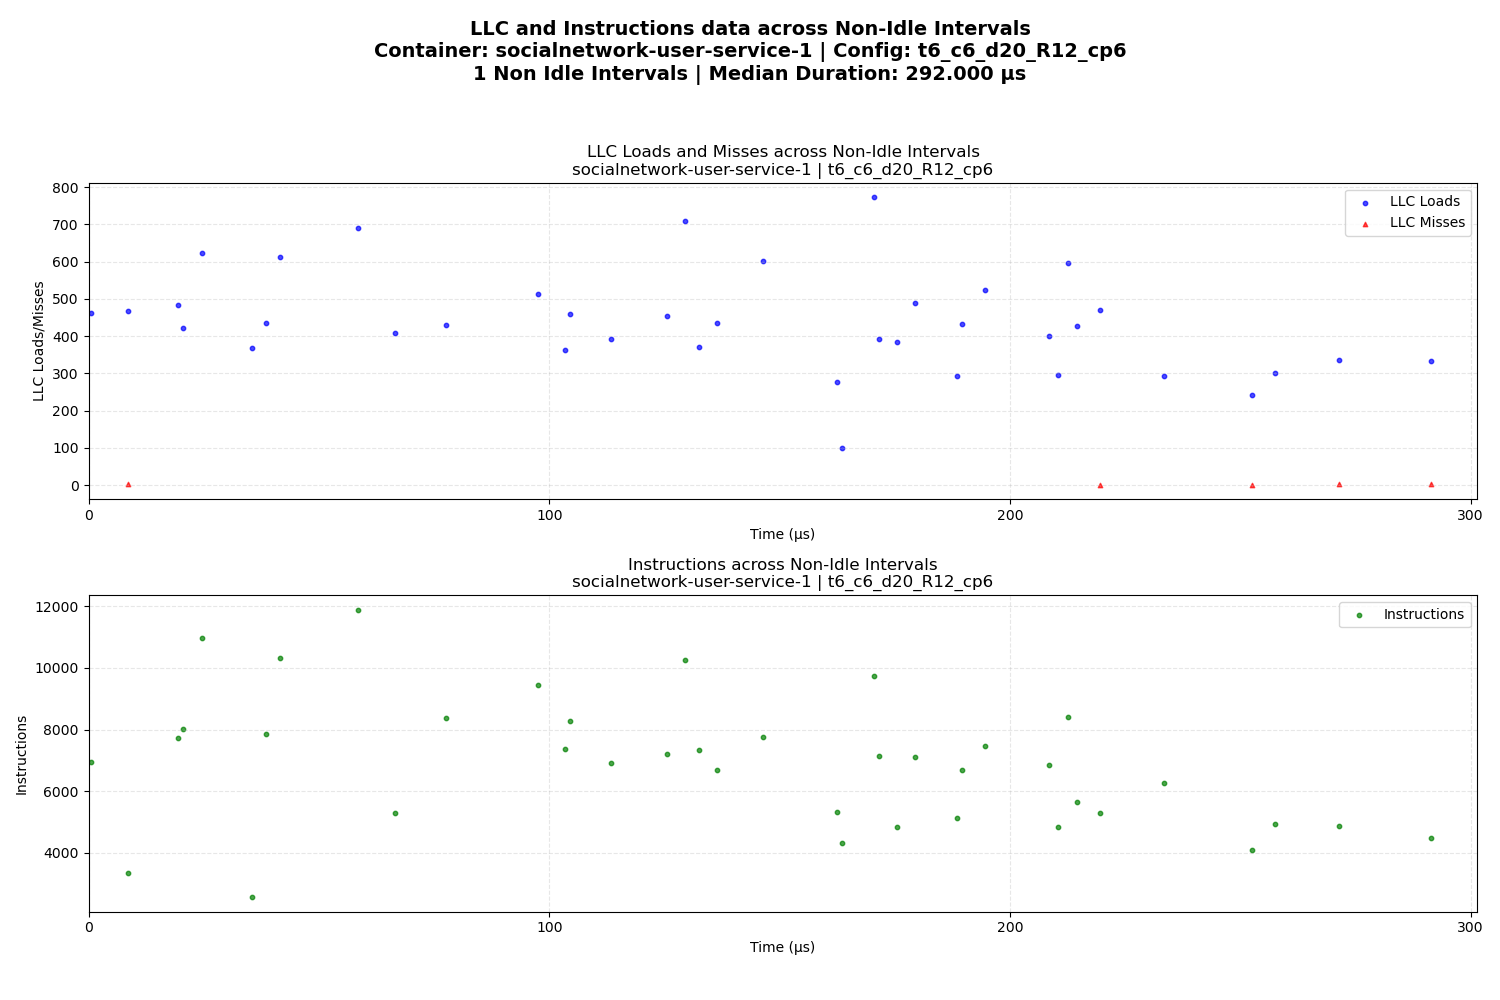 LLC and Instructions data across Non-Idle Intervals
Container: socialnetwork-user-service-1 | Config: t6_c6_d20_R12_cp6
1 Non Idle Intervals | Median Duration: 292.000 µs
LLC Loads and Misses across Non-Idle Intervals
socialnetwork-user-service-1 | t6_c6_d20_R12_cp6
LLC Loads/Misses
800
700
600
500
400
300
200
100
0
LLC Loads
LLC Misses
0
100
200
300
Time (µs)
Instructions across Non-Idle Intervals
socialnetwork-user-service-1 | t6_c6_d20_R12_cp6
Instructions
12000
10000
8000
6000
4000
Instructions
0
100
200
300
Time (µs)